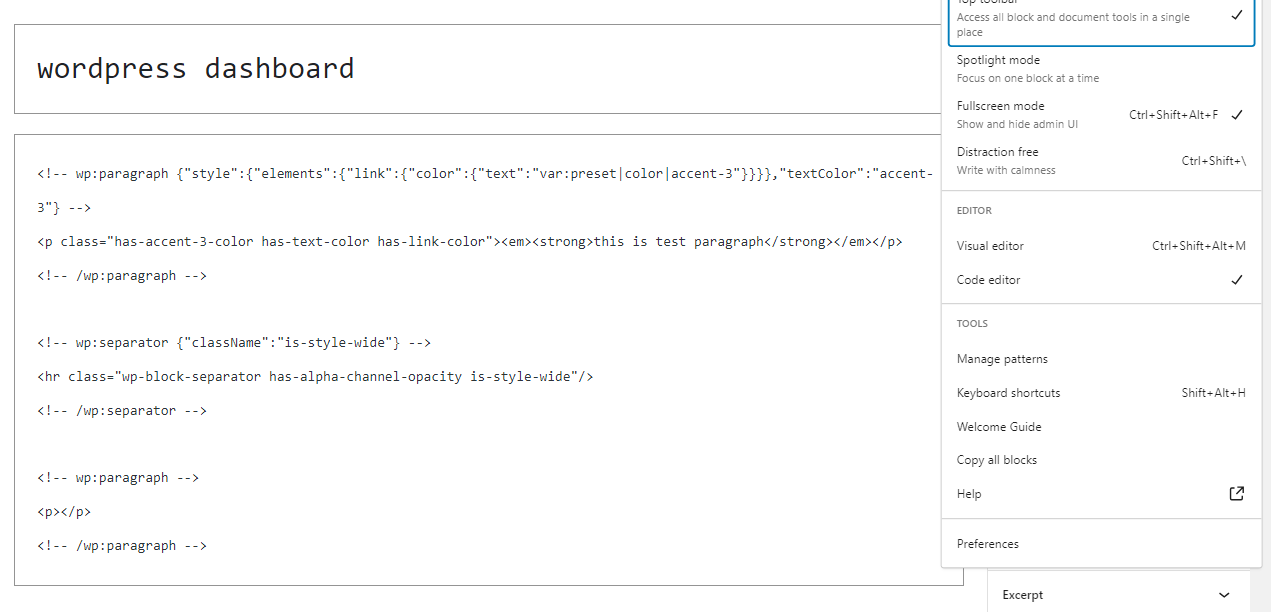 wordpress dashboard
<!-- wp:paragraph {"style":{"elements":{"link":{"color":{"text":"var:preset|color|accent-3"}}}},"textColor":"accent-
3"} -->
<p class="has-accent-3-color has-text-color has-link-color"><em><strong>this is test paragraph</strong></em></p>
<!-- /wp:paragraph -->
<!-- wp:separator {"className":"is-style-wide"} -->
<hr class="wp-block-separator has-alpha-channel-opacity is-style-wide"/>
<!-- /wp:separator -->
<!-- wp:paragraph -->
<p></p>
<!-- /wp:paragraph -->
Top toolbar
Access all block and document tools in a single
place
Spotlight mode
Focus on one block at a time
Fullscreen mode
Show and hide admin UI
Ctrl+Shift+Alt+F
Distraction free
Write with calmness
Ctrl+Shift+\
EDITOR
Visual editor Ctrl+Shift+Alt+M
Code editor
TOOLS
Manage patterns
Keyboard shortcuts Shift+Alt+H
Welcome Guide
Copy all blocks
Help
Preferences
Excerpt